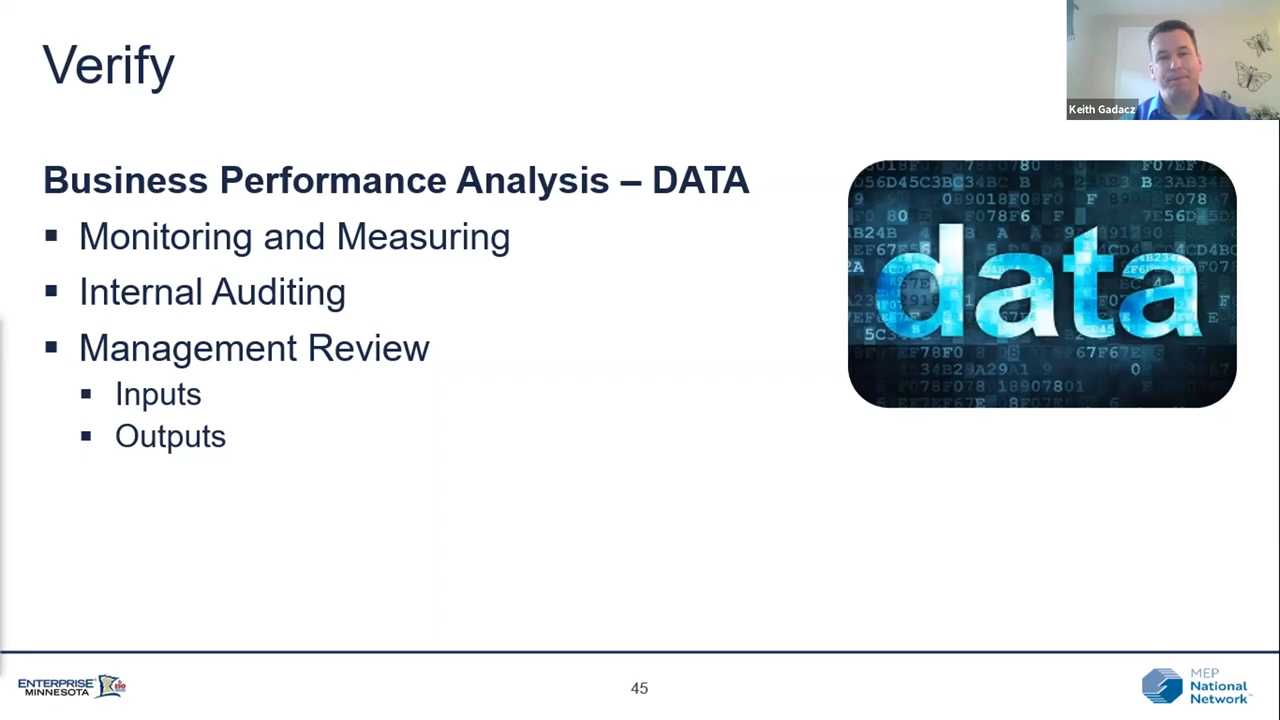 Verify
Keith Gadacz
Business Performance Analysis – DATA
▪ Monitoring and Measuring
▪ Internal Auditing
▪ Management Review
▪ Inputs
▪ Outputs
data
ENTERPRISE
MINNESOTA
45
MEP
National
Network™